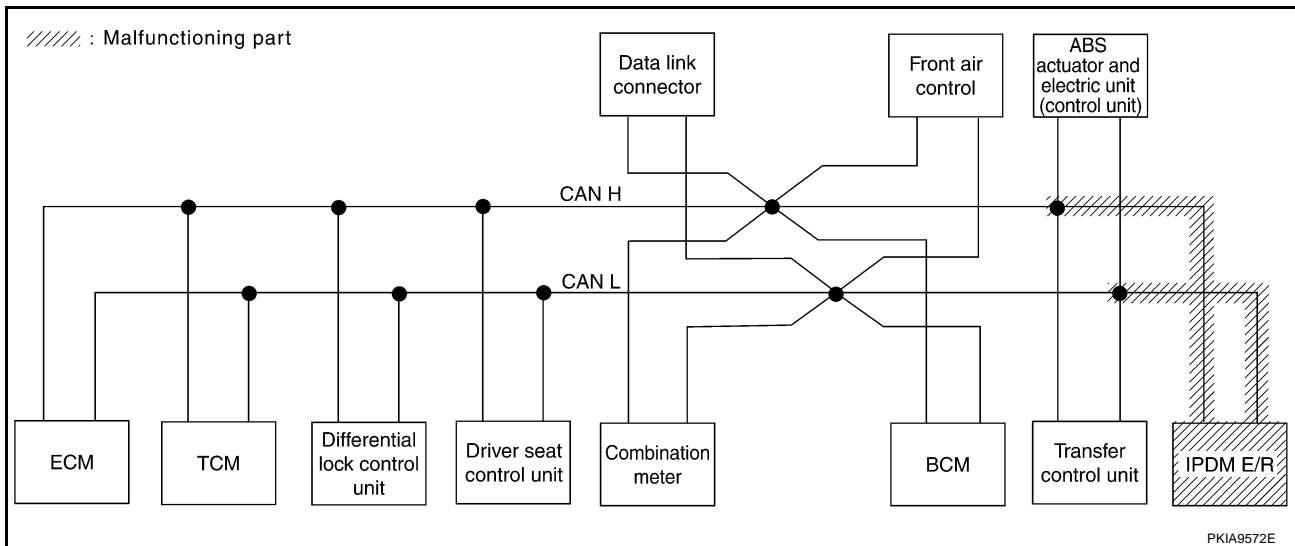 : Malfunctioning part
Data link
connector
Front air
control
ABS
actuator and
electric unit
(control unit)
CAN H
CAN L
ECM
TCM
Differential
lock control
unit
Driver seat
control unit
Combination
meter
BCM
Transfer
control unit
IPDM E/R
PKIA9572E